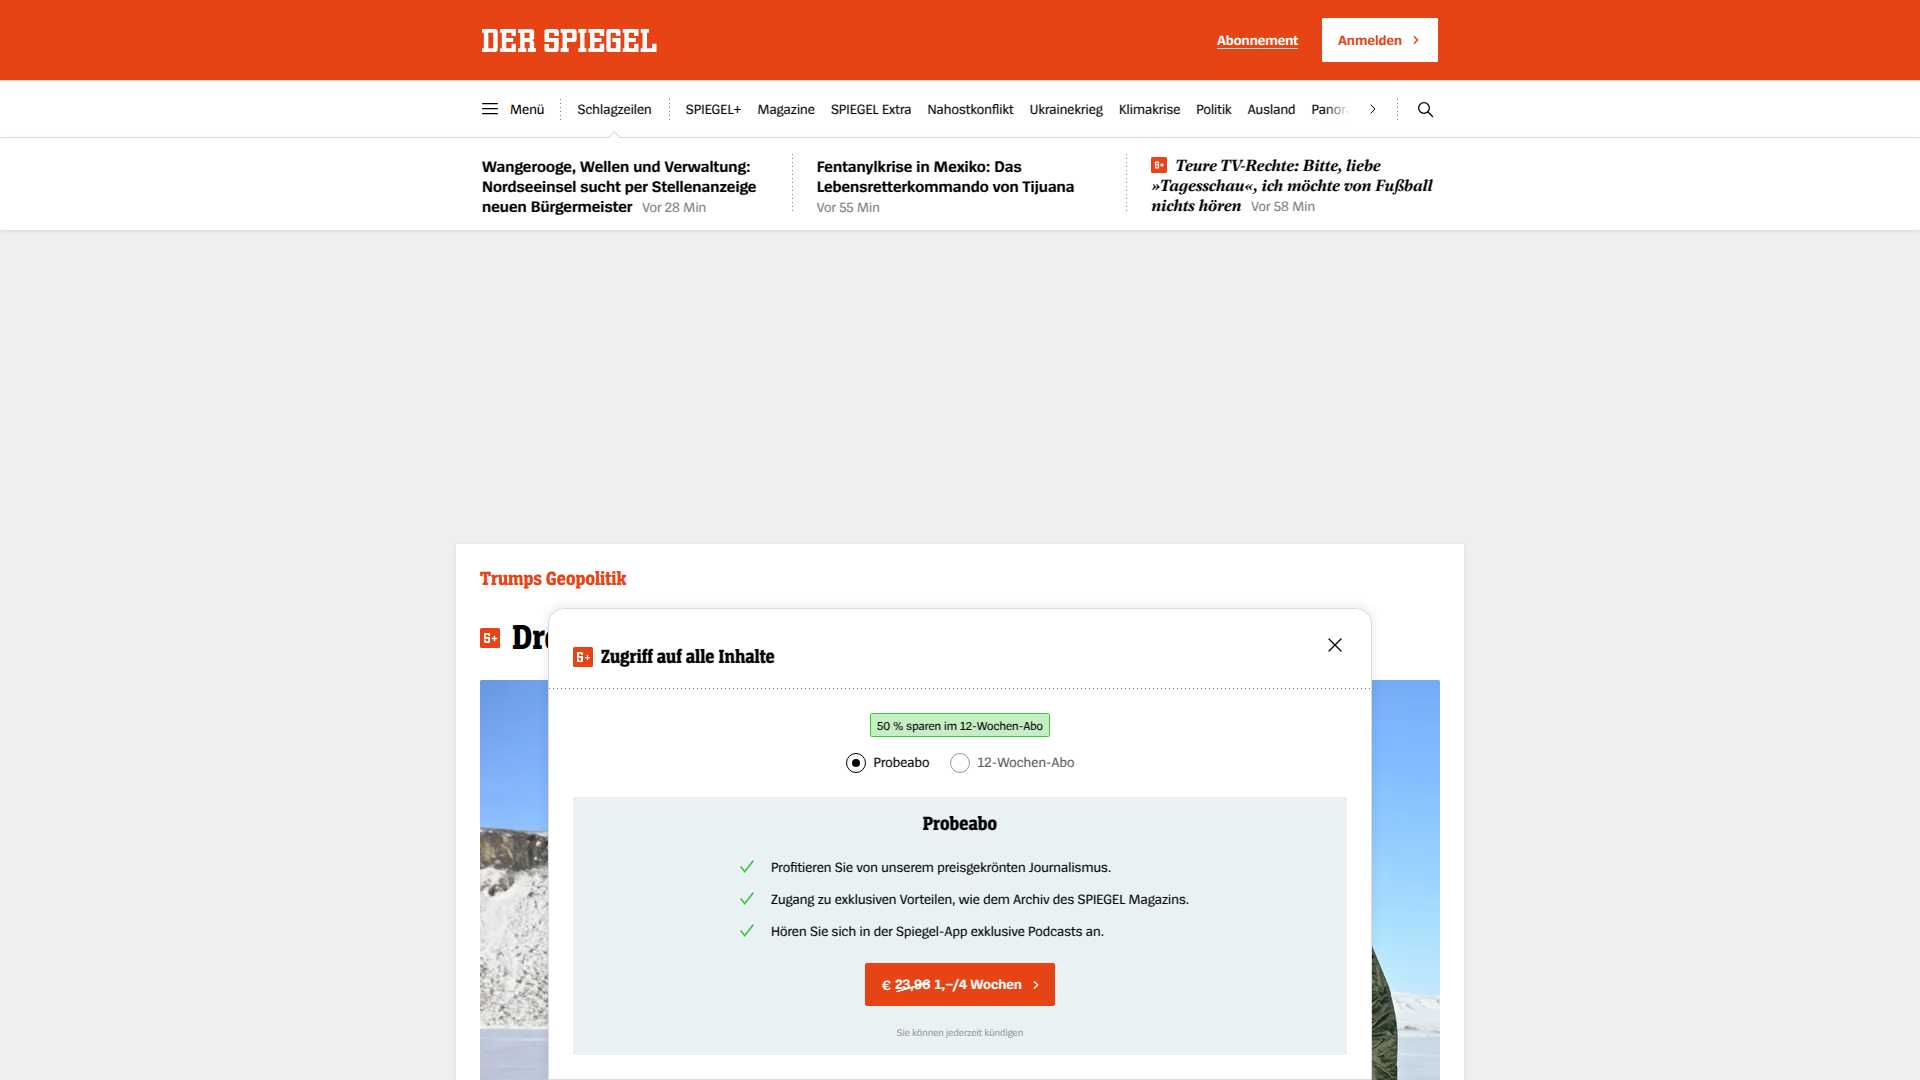 DER SPIEGEL
Abonnement
Anmelden
Menü
Schlagzeilen
SPIEGEL+
Magazine
SPIEGEL Extra
Nahostkonflikt
Ukrainekrieg
Klimakrise
Politik
Ausland
Wangerooge, Wellen und Verwaltung:
Nordseeinsel sucht per Stellenanzeige
neuen Bürgermeister Vor 28 Min
Fentanylkrise in Mexiko: Das
Lebensretterkommando von Tijuana
Vor 55 Min
Teure TV-Rechte: Bitte, liebe
»Tagesschau«, ich möchte von Fußball
nichts hören Vor 58 Min
Trumps Geopolitik
Zugriff auf alle Inhalte
50 % sparen im 12-Wochen-Abo
Probeabo
12-Wochen-Abo
Probeabo
Profitieren Sie von unserem preisgekrönten Journalismus.
Zugang zu exklusiven Vorteilen, wie dem Archiv des SPIEGEL Magazins.
Hören Sie sich in der Spiegel-App exklusive Podcasts an.
€ 23,96 1,–/4 Wochen
Sie können jederzeit kündigen